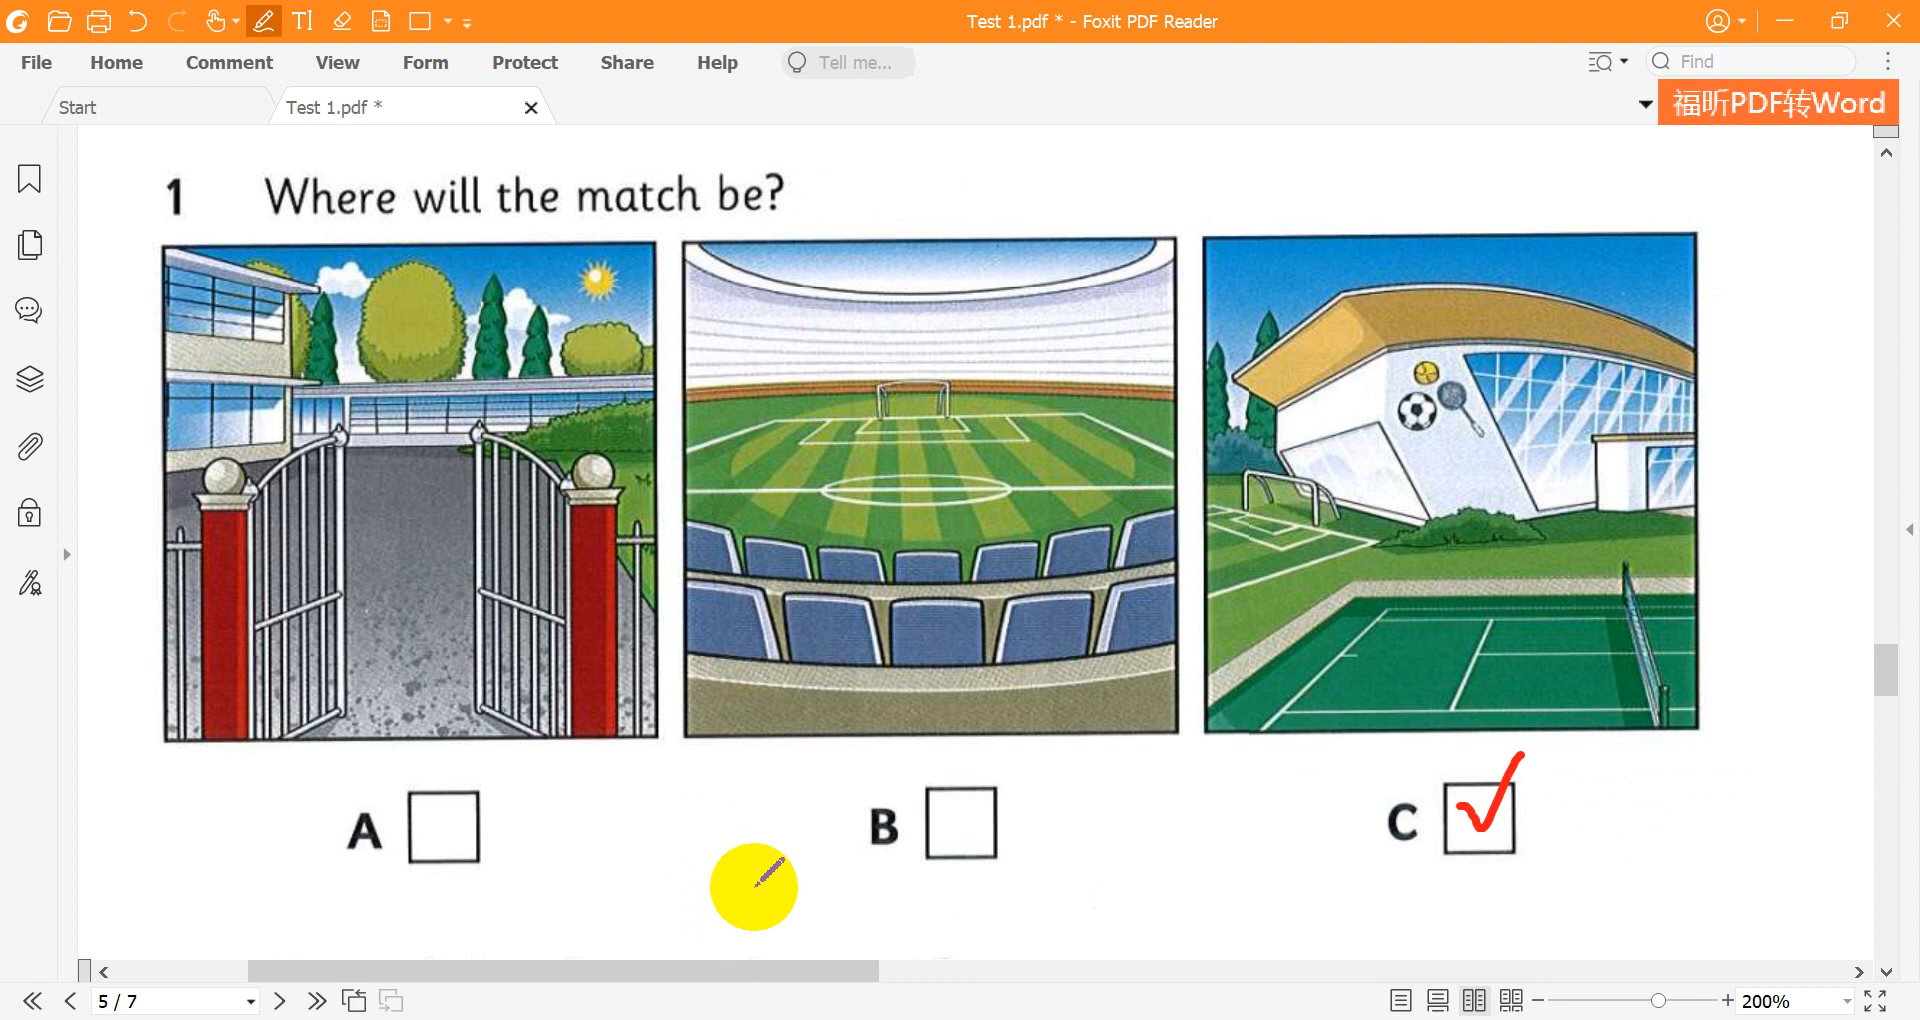 Test 1.pdf * - Foxit PDF Reader
File Home Comment View Form Protect Share Help Tell me... Find
Start Test 1.pdf * 福昕PDF转Word
1 Where will the match be?
A B C
5 / 7 200%